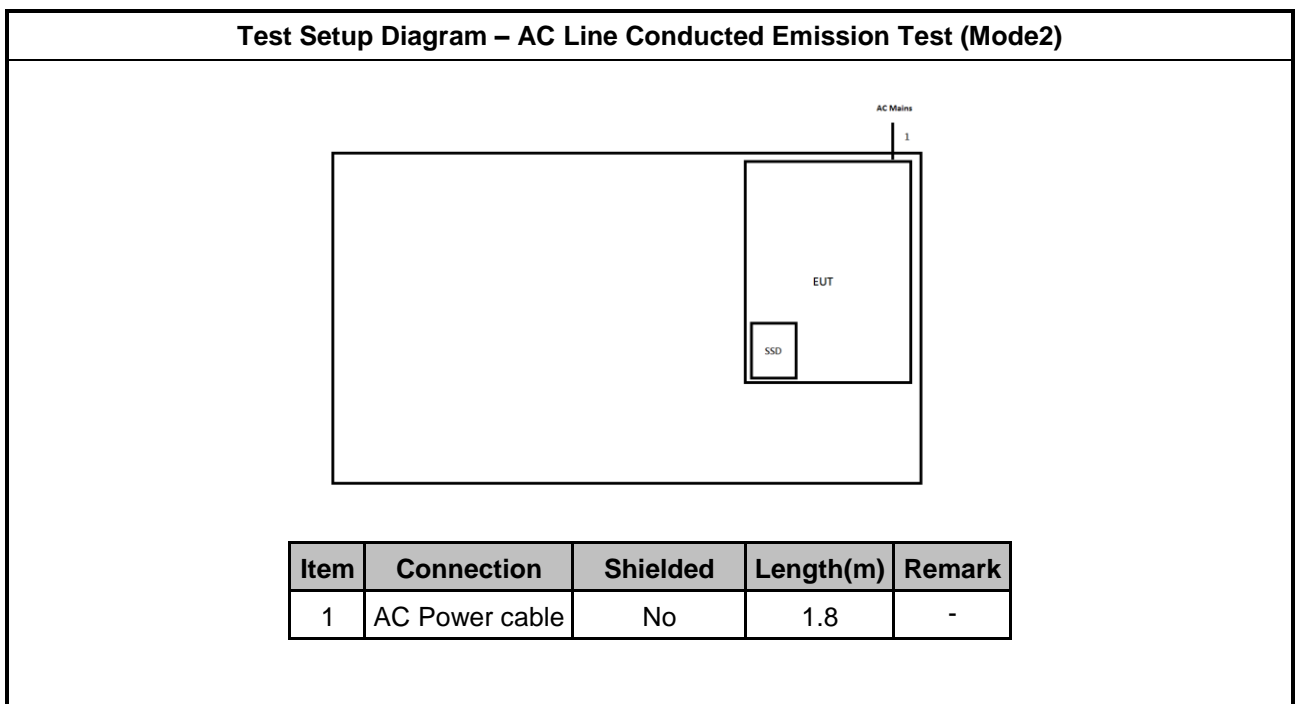 Test Setup Diagram – AC Line Conducted Emission Test (Mode2)
AC Mains
1
EUT
SSD
Item Connection Shielded Length(m) Remark
1 AC Power cable No 1.8 -